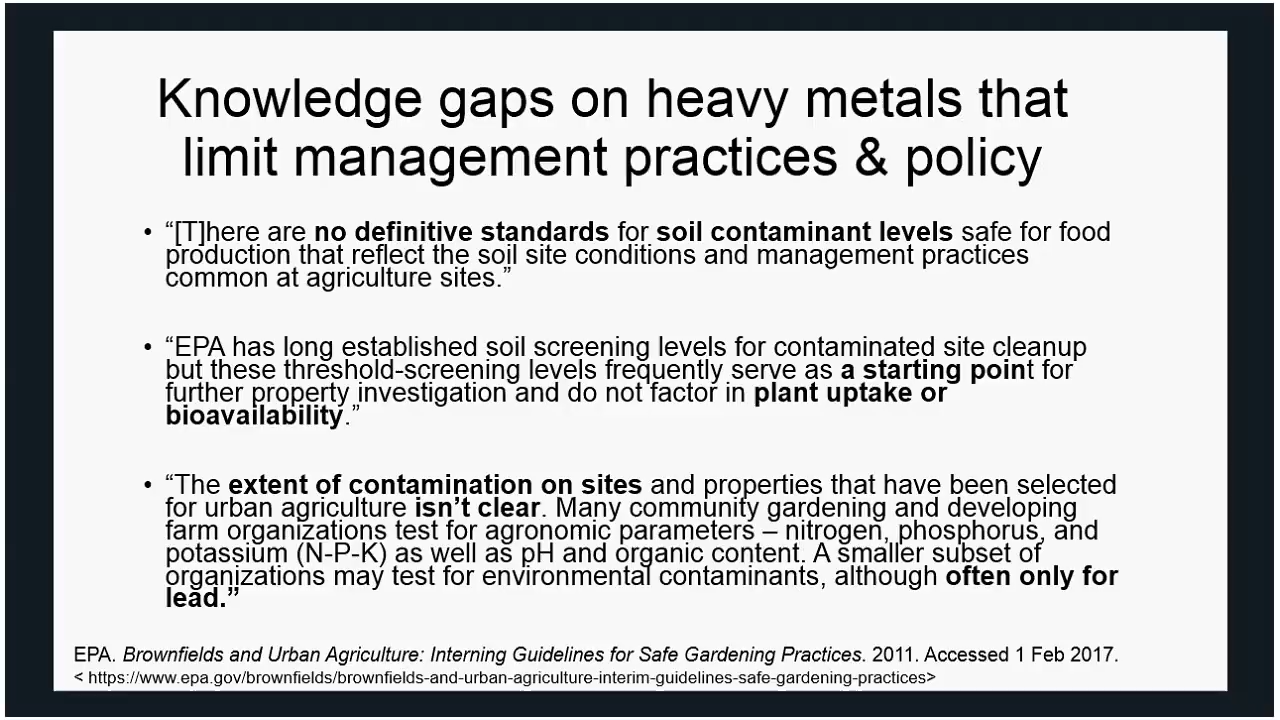 Knowledge gaps on heavy metals that
limit management practices & policy
• “[T]here are no definitive standards for soil contaminant levels safe for food
production that reflect the soil site conditions and management practices
common at agriculture sites.”
• “EPA has long established soil screening levels for contaminated site cleanup
but these threshold-screening levels frequently serve as a starting point for
further property investigation and do not factor in plant uptake or
bioavailability.”
• “The extent of contamination on sites and properties that have been selected
for urban agriculture isn’t clear. Many community gardening and developing
farm organizations test for agronomic parameters – nitrogen, phosphorus, and
potassium (N-P-K) as well as pH and organic content. A smaller subset of
organizations may test for environmental contaminants, although often only for
lead.”
EPA. Brownfields and Urban Agriculture: Interning Guidelines for Safe Gardening Practices. 2011. Accessed 1 Feb 2017.
< https://www.epa.gov/brownfields/brownfields-and-urban-agriculture-interim-guidelines-safe-gardening-practices>